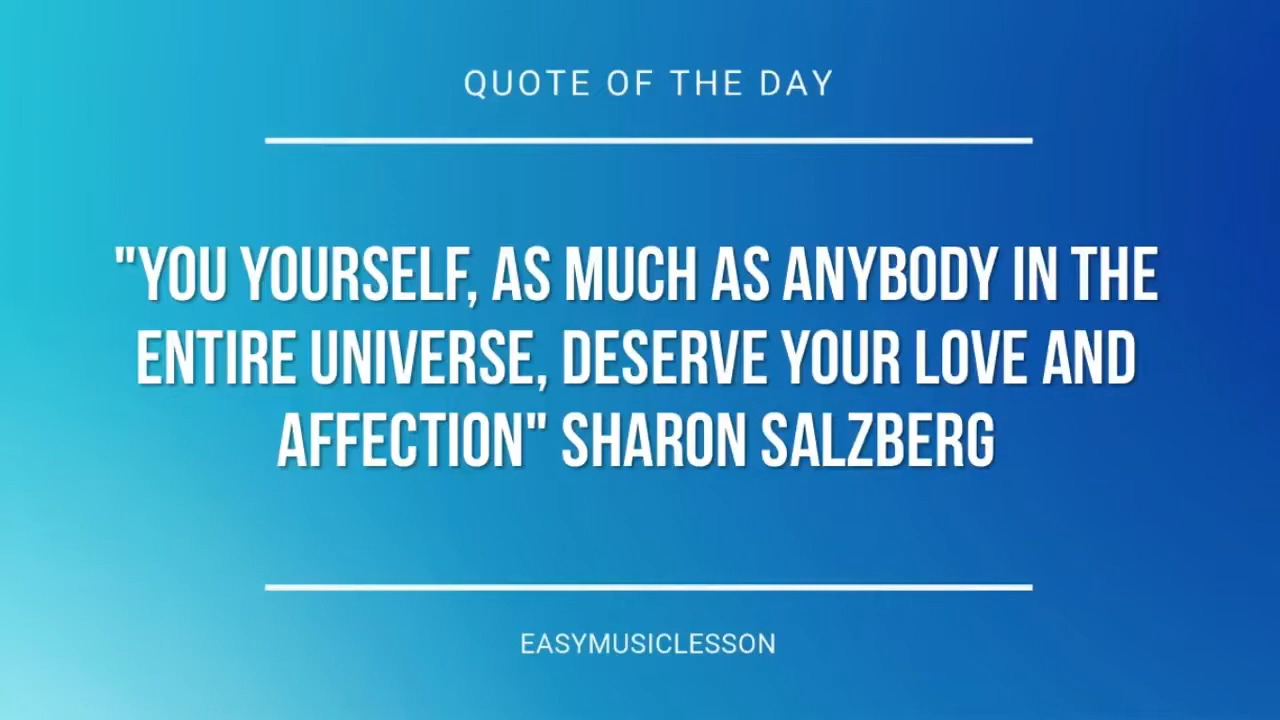 QUOTE OF THE DAY
"YOU YOURSELF, AS MUCH AS ANYBODY IN THE
ENTIRE UNIVERSE, DESERVE YOUR LOVE AND
AFFECTION" SHARON SALZBERG
EASYMUSICLESSON